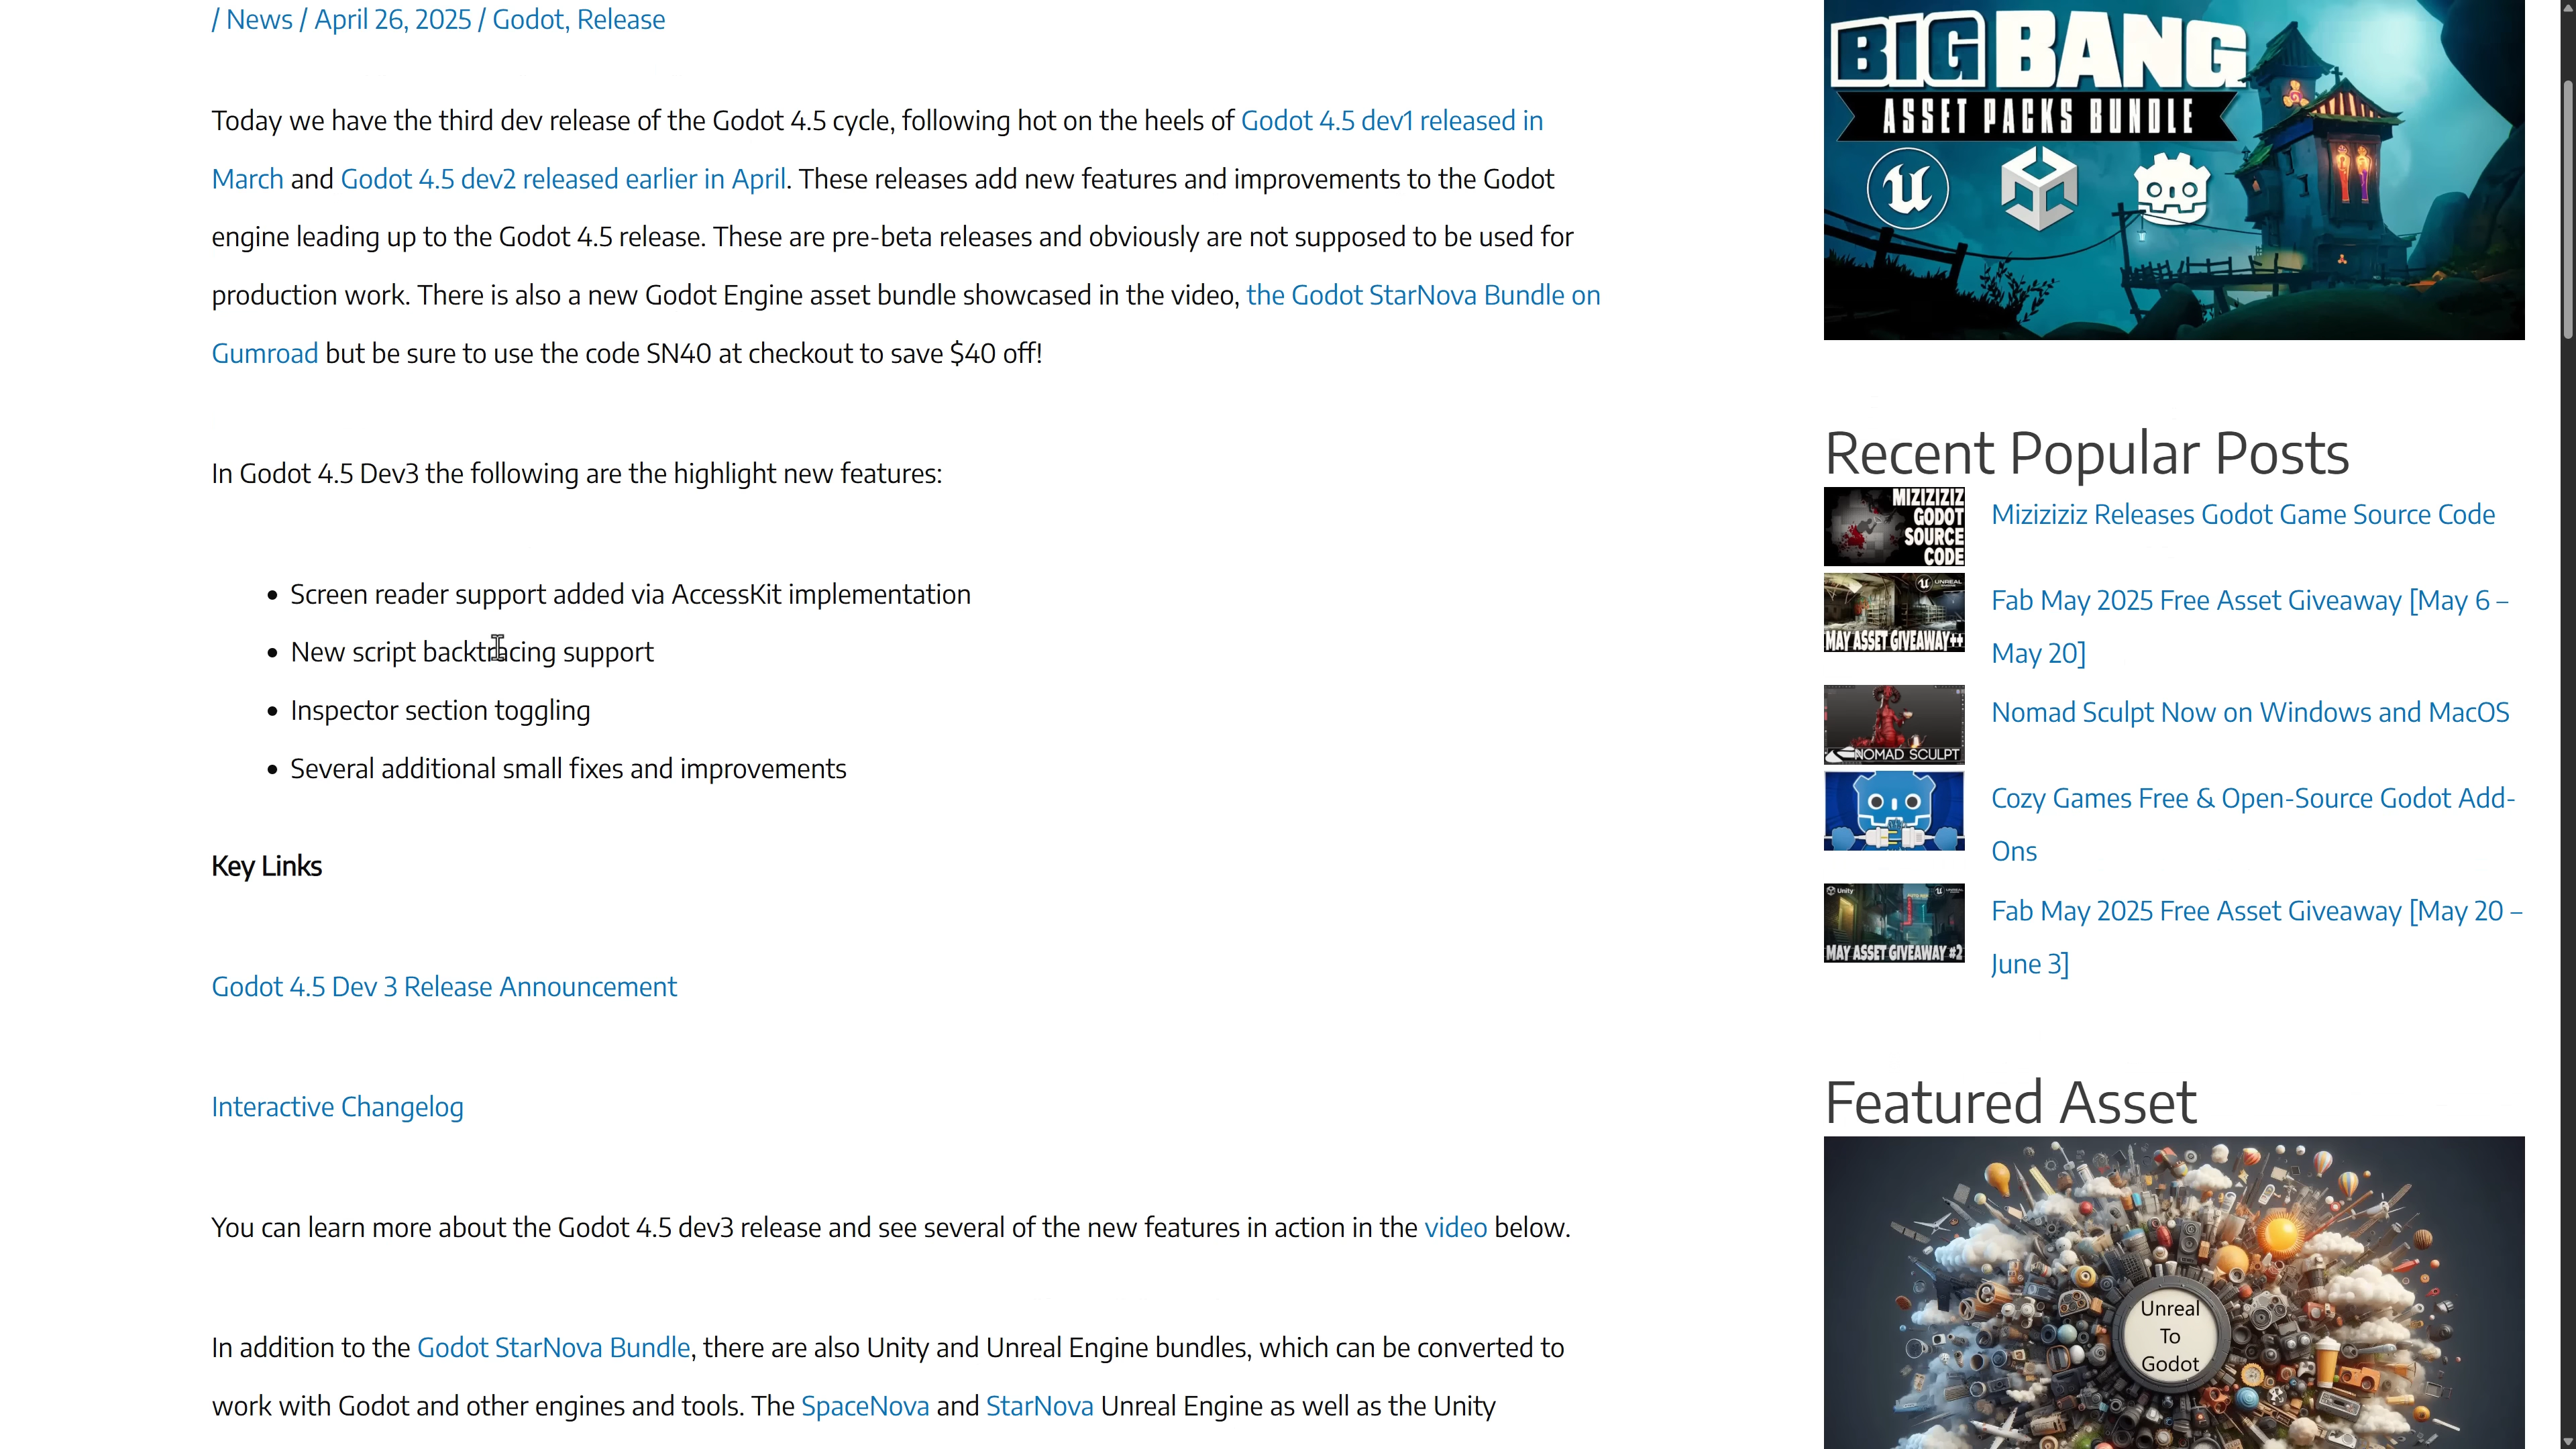 / News / April 26, 2025 / Godot, Release
Today we have the third dev release of the Godot 4.5 cycle, following hot on the heels of Godot 4.5 dev1 released in
March and Godot 4.5 dev2 released earlier in April. These releases add new features and improvements to the Godot
engine leading up to the Godot 4.5 release. These are pre-beta releases and obviously are not supposed to be used for
production work. There is also a new Godot Engine asset bundle showcased in the video, the Godot StarNova Bundle on
Gumroad but be sure to use the code SN40 at checkout to save $40 off!
In Godot 4.5 Dev3 the following are the highlight new features:
• Screen reader support added via AccessKit implementation
• New script backtracing support
• Inspector section toggling
• Several additional small fixes and improvements
Key Links
Godot 4.5 Dev 3 Release Announcement
Interactive Changelog
You can learn more about the Godot 4.5 dev3 release and see several of the new features in action in the video below.
In addition to the Godot StarNova Bundle, there are also Unity and Unreal Engine bundles, which can be converted to
work with Godot and other engines and tools. The SpaceNova and StarNova Unreal Engine as well as the Unity
BIG BANG
ASSET PACKS BUNDLE
Recent Popular Posts
MIZIZIZIZ
GODOT
SOURCE
CODE
Miziziziz Releases Godot Game Source Code
UNREAL
MAY ASSET GIVEAWAY++
Fab May 2025 Free Asset Giveaway [May 6 –
May 20]
NOMAD SCULPT
Nomad Sculpt Now on Windows and MacOS
Cozy Games Free & Open-Source Godot Add-
Ons
Unity
MAY ASSET GIVEAWAY #2
Fab May 2025 Free Asset Giveaway [May 20 –
June 3]
Featured Asset
Unreal
To
Godot